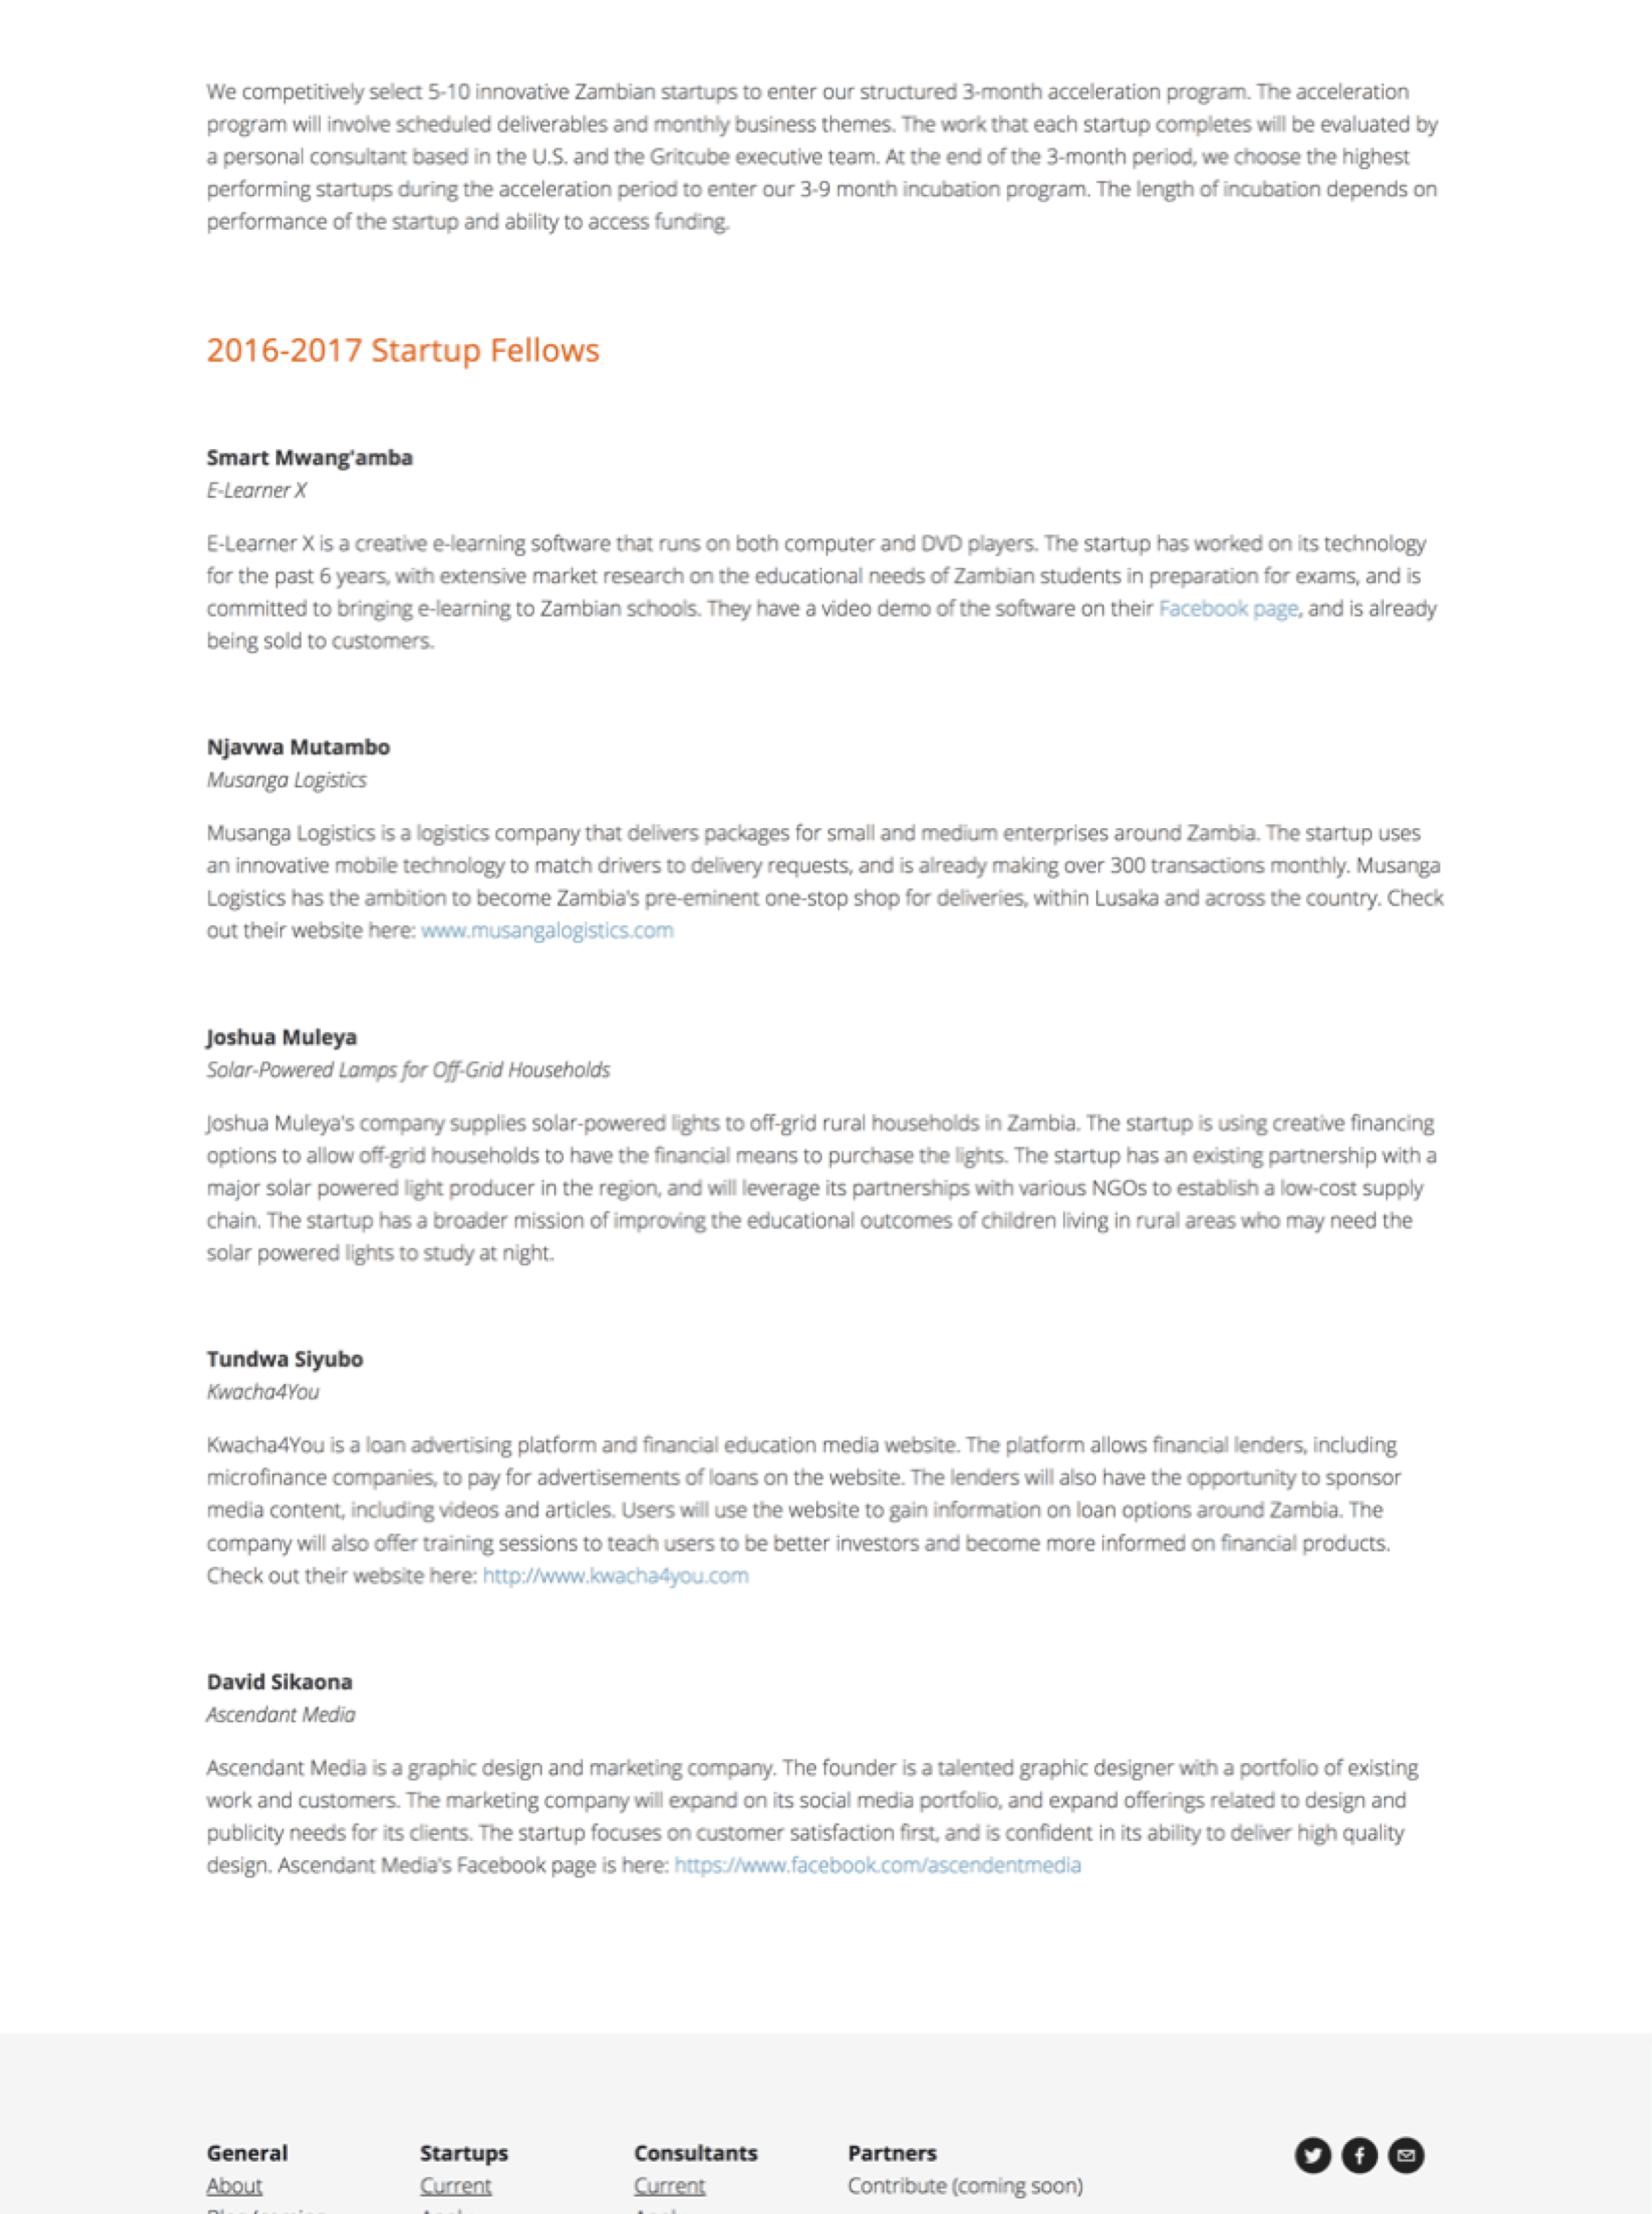 We competitively select 5-10 innovative Zambian startups to enter our structured 3-month acceleration program. The acceleration
program will involve scheduled deliverables and monthly business themes. The work that each startup completes will be evaluated by
a personal consultant based in the U.S. and the Gritcube executive team. At the end of the 3-month period, we choose the highest
performing startups during the acceleration period to enter our 3-9 month incubation program. The length of incubation depends on
performance of the startup and ability to access funding.
2016-2017 Startup Fellows
Smart Mwang'amba
E-Learner X
E-Learner X is a creative e-learning software that runs on both computer and DVD players. The startup has worked on its technology
for the past 6 years, with extensive market research on the educational needs of Zambian students in preparation for exams, and is
committed to bringing e-learning to Zambian schools. They have a video demo of the software on their Facebook page, and is already
being sold to customers.
Njavwa Mutambo
Musanga Logistics
Musanga Logistics is a logistics company that delivers packages for small and medium enterprises around Zambia. The startup uses
an innovative mobile technology to match drivers to delivery requests, and is already making over 300 transactions monthly. Musanga
Logistics has the ambition to become Zambia's pre-eminent one-stop shop for deliveries, within Lusaka and across the country. Check
out their website here: www.musangalogistics.com
Joshua Muleya
Solar-Powered Lamps for Off-Grid Households
Joshua Muleya's company supplies solar-powered lights to off-grid rural households in Zambia. The startup is using creative financing
options to allow off-grid households to have the financial means to purchase the lights. The startup has an existing partnership with a
major solar powered light producer in the region, and will leverage its partnerships with various NGOs to establish a low-cost supply
chain. The startup has a broader mission of improving the educational outcomes of children living in rural areas who may need the
solar powered lights to study at night.
Tundwa Siyubo
Kwacha4You
Kwacha4You is a loan advertising platform and financial education media website. The platform allows financial lenders, including
microfinance companies, to pay for advertisements of loans on the website. The lenders will also have the opportunity to sponsor
media content, including videos and articles. Users will use the website to gain information on loan options around Zambia. The
company will also offer training sessions to teach users to be better investors and become more informed on financial products.
Check out their website here: http://www.kwacha4you.com
David Sikaona
Ascendant Media
Ascendant Media is a graphic design and marketing company. The founder is a talented graphic designer with a portfolio of existing
work and customers. The marketing company will expand on its social media portfolio, and expand offerings related to design and
publicity needs for its clients. The startup focuses on customer satisfaction first, and is confident in its ability to deliver high quality
design. Ascendant Media's Facebook page is here: https://www.facebook.com/ascendentmedia
General Startups Consultants Partners
About Current Current Contribute (coming soon)